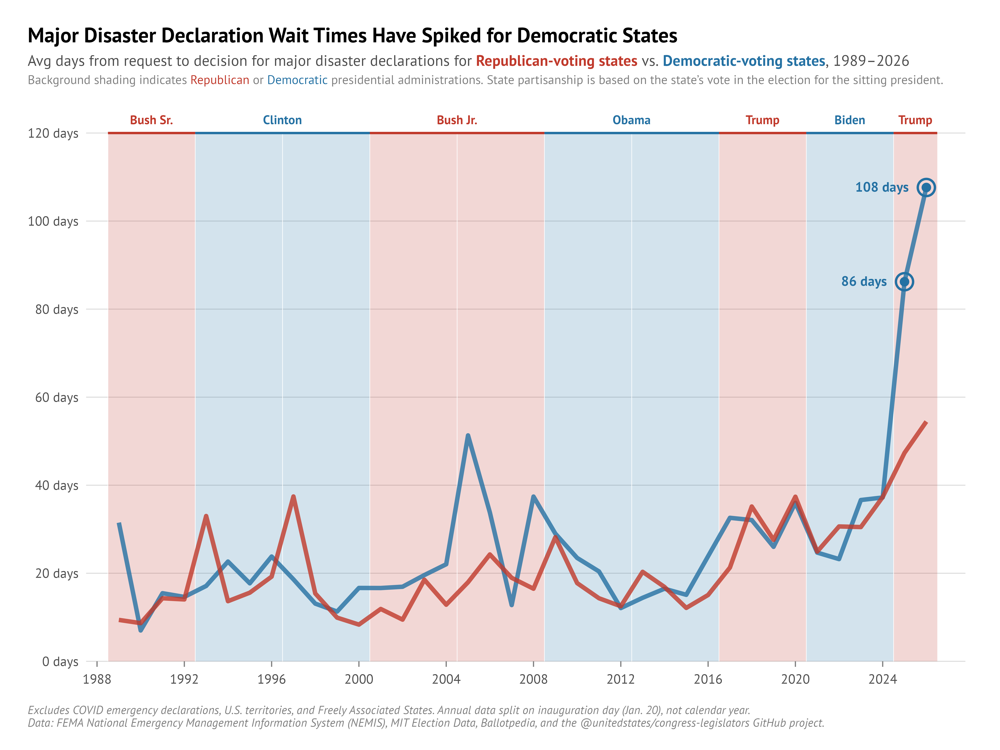 Major Disaster Declaration Wait Times Have Spiked for Democratic States
Avg days from request to decision for major disaster declarations for Republican-voting states vs. Democratic-voting states, 1989–2026
Background shading indicates Republican or Democratic presidential administrations. State partisanship is based on the state’s vote in the election for the sitting president.
Bush Sr. Clinton Bush Jr. Obama Trump Biden Trump
120 days
108 days
100 days
86 days
80 days
60 days
40 days
20 days
0 days
1988 1992 1996 2000 2004 2008 2012 2016 2020 2024
Excludes COVID emergency declarations, U.S. territories, and Freely Associated States. Annual data split on inauguration day (Jan. 20), not calendar year.
Data: FEMA National Emergency Management Information System (NEMIS), MIT Election Data, Ballotpedia, and the @unitedstates/congress-legislators GitHub project.